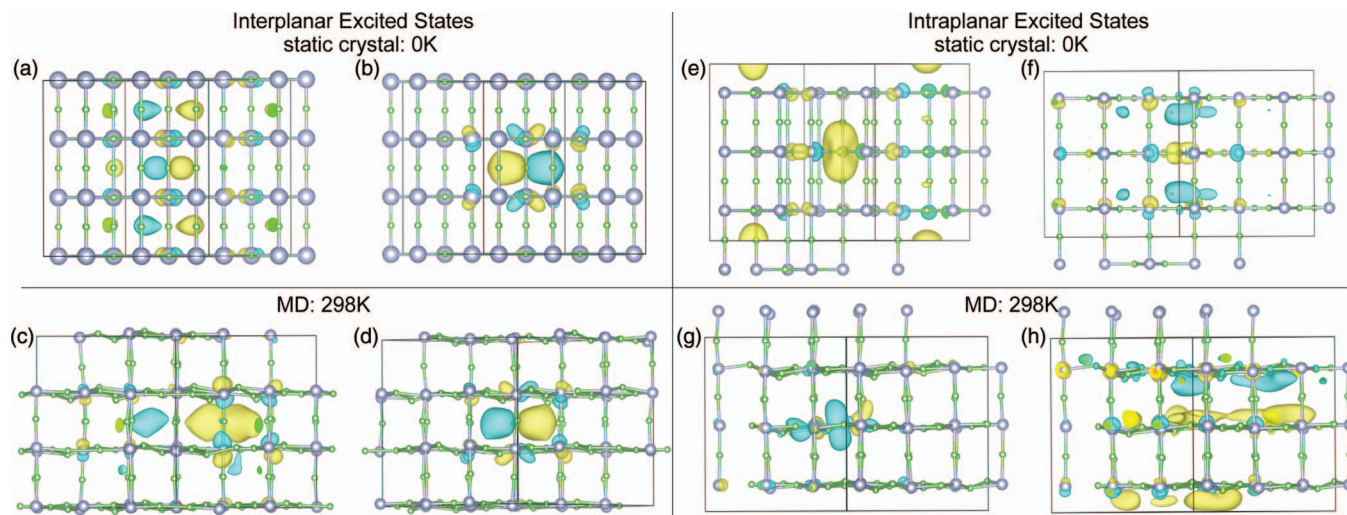 Interplanar Excited States
static crystal: 0K
(a)
(b)
MD: 298K
(c)
(d)
Intraplanar Excited States
static crystal: 0K
(e)
(f)
MD: 298K
(g)
(h)